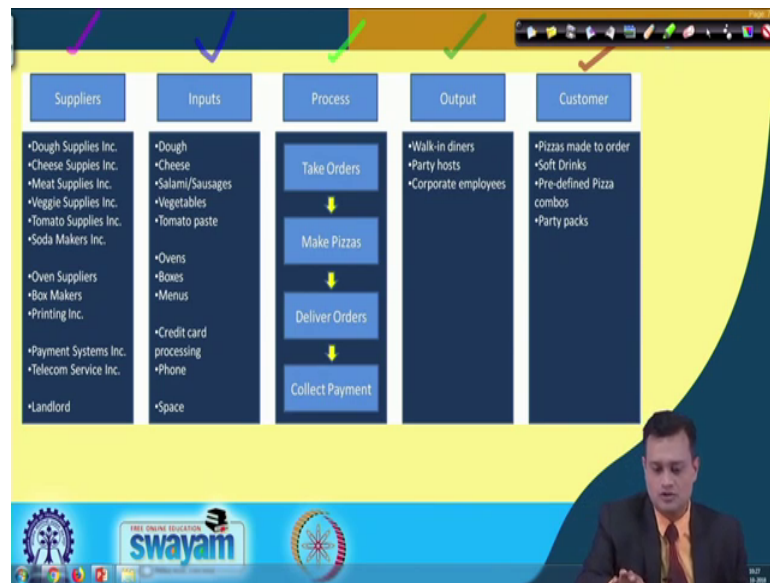 Suppliers
Inputs
Process
Output
Customer
•Dough Supplies Inc.
•Cheese Suppies Inc.
•Meat Supplies Inc.
•Veggie Supplies Inc.
•Tomato Supplies Inc.
•Soda Makers Inc.
•Oven Suppliers
•Box Makers
•Printing Inc.
•Payment Systems Inc.
•Telecom Service Inc.
•Landlord
•Dough
•Cheese
•Salami/Sausages
•Vegetables
•Tomato paste
•Ovens
•Boxes
•Menus
•Credit card
processing
•Phone
•Space
Take Orders
Make Pizzas
Deliver Orders
Collect Payment
•Walk-in diners
•Party hosts
•Corporate employees
•Pizzas made to order
•Soft Drinks
•Pre-defined Pizza
combos
•Party packs
FREE ONLINE EDUCATION
swayam